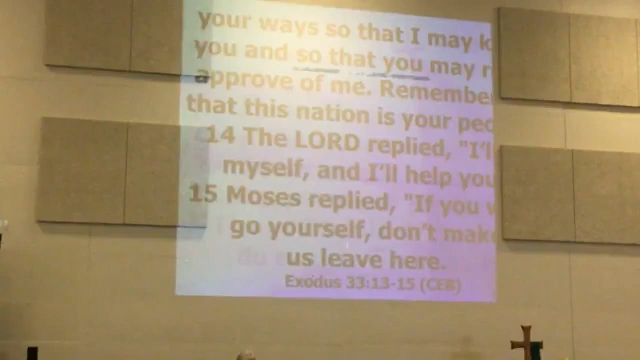 your ways so that I may k
you and so that you may r
approve of me. Remembe
that this nation is your peo
14 The LORD replied, "I'l
myself, and I'll help you
15 Moses replied, "If you
go yourself, don't make
us leave here.
Exodus 33:13-15 (CEB)